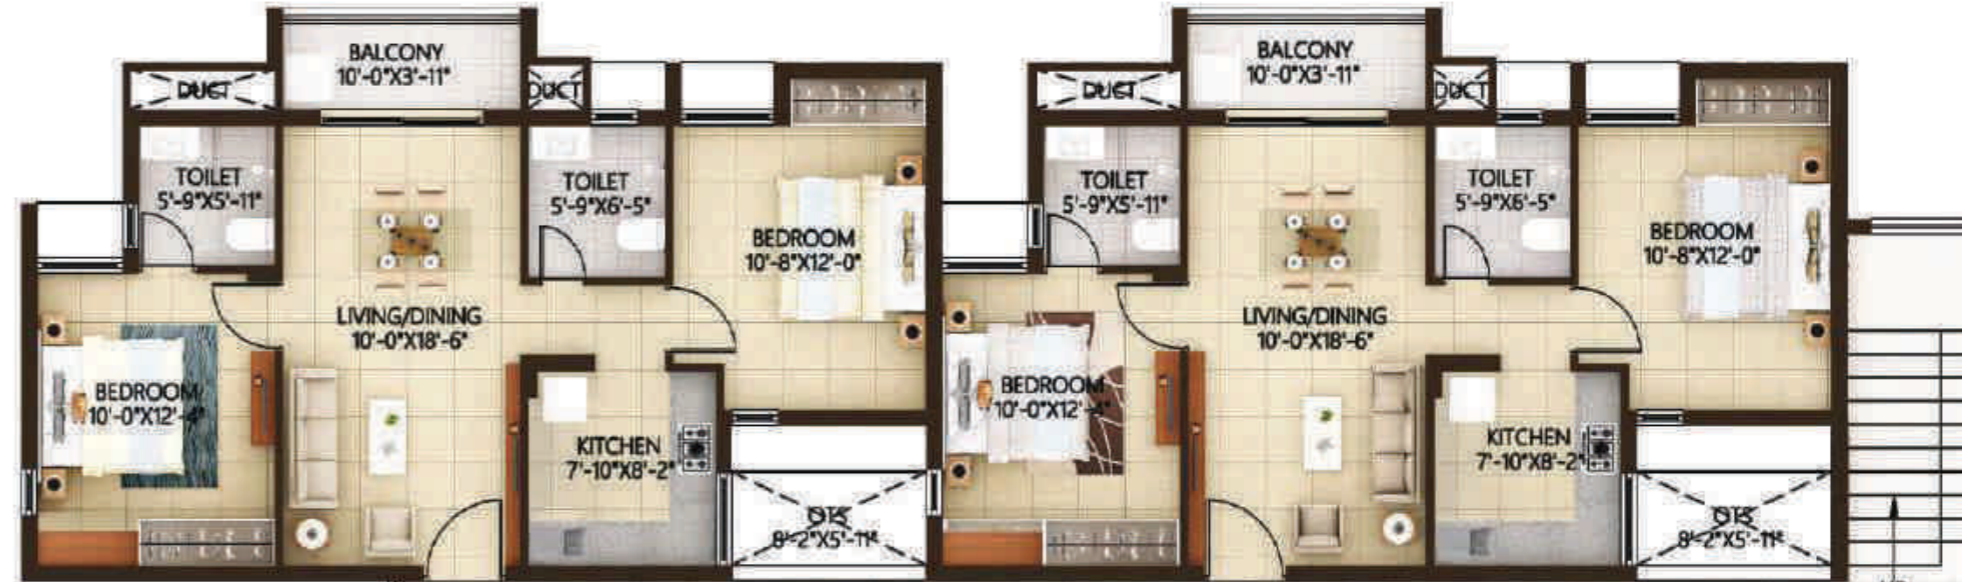 BALCONY
10'-0"X3'-11"
DUCT
DUCT
TOILET
5'-9"X5'-11"
TOILET
5'-9"X6'-5"
BEDROOM
10'-8"X12'-0"
LIVING/DINING
10'-0"X18'-6"
BEDROOM
10'-0"X12'-4"
KITCHEN
7'-10"X8'-2"
OTS
8'-2"X5'-11"
BALCONY
10'-0"X3'-11"
DUCT
DUCT
TOILET
5'-9"X5'-11"
TOILET
5'-9"X6'-5"
BEDROOM
10'-8"X12'-0"
LIVING/DINING
10'-0"X18'-6"
BEDROOM
10'-0"X12'-4"
KITCHEN
7'-10"X8'-2"
OTS
8'-2"X5'-11"